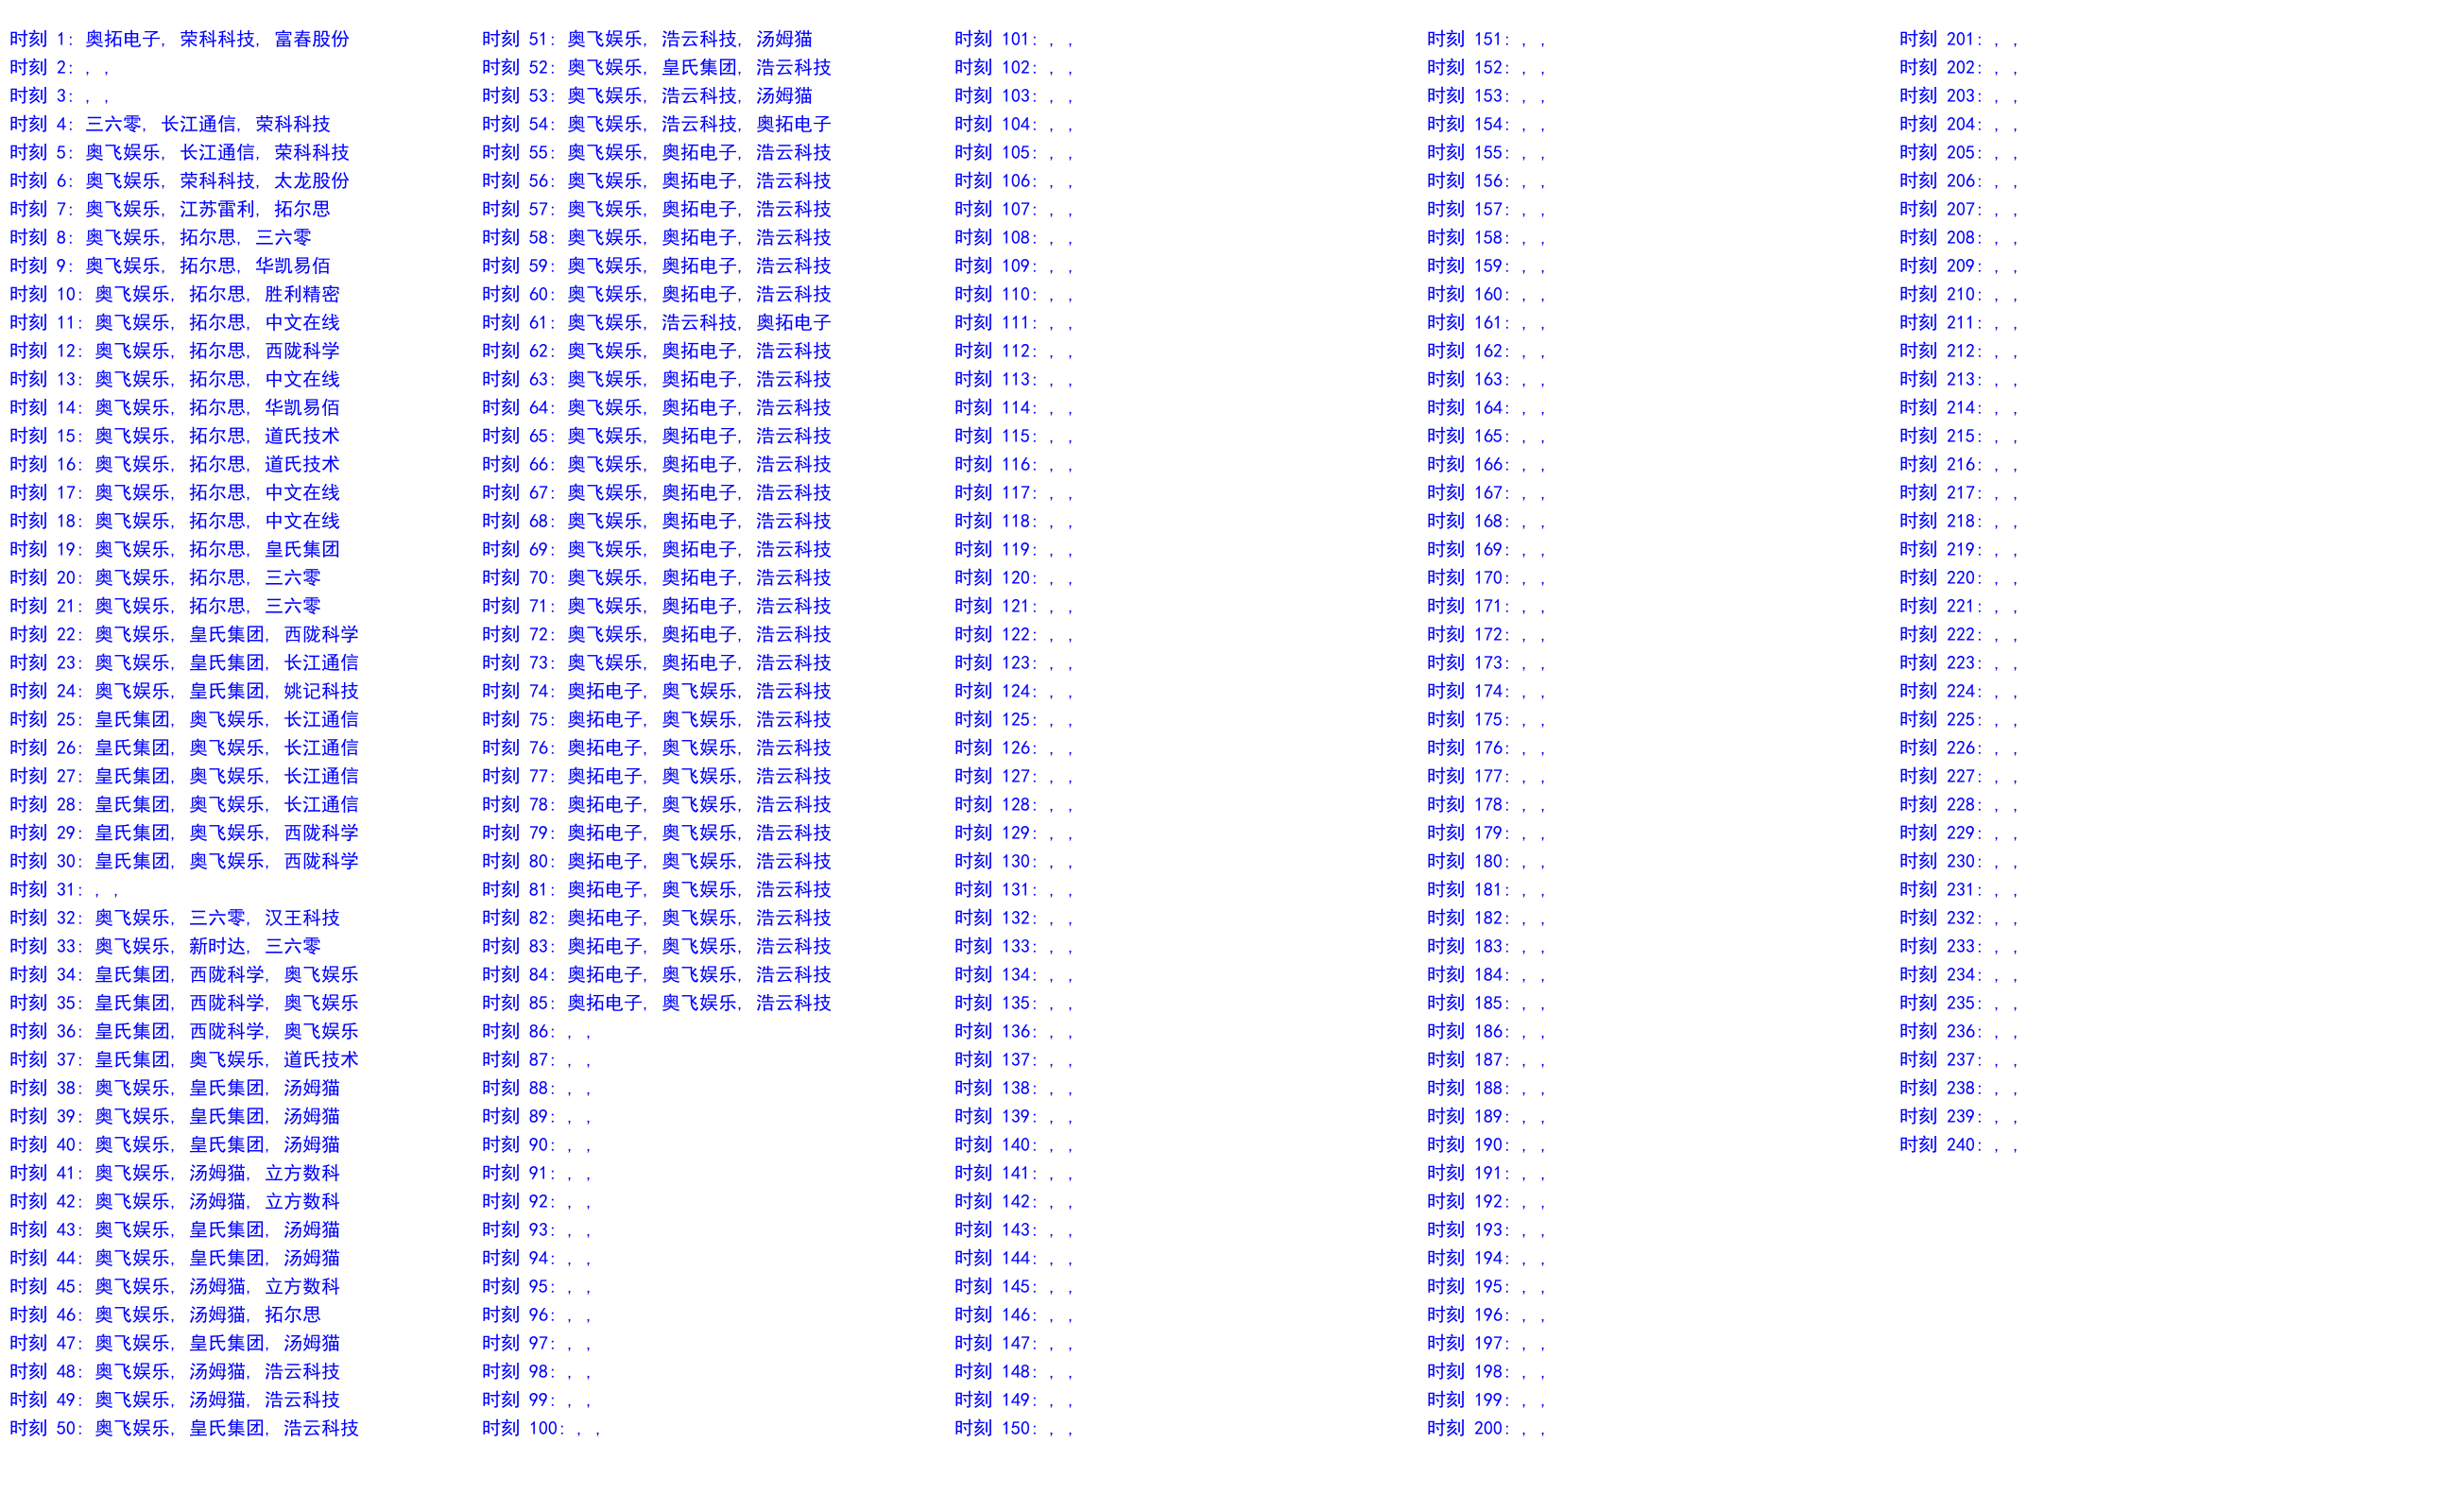 时刻 1: 奥拓电子, 荣科科技, 富春股份
时刻 2: , ,
时刻 3: , ,
时刻 4: 三六零, 长江通信, 荣科科技
时刻 5: 奥飞娱乐, 长江通信, 荣科科技
时刻 6: 奥飞娱乐, 荣科科技, 太龙股份
时刻 7: 奥飞娱乐, 江苏雷利, 拓尔思
时刻 8: 奥飞娱乐, 拓尔思, 三六零
时刻 9: 奥飞娱乐, 拓尔思, 华凯易佰
时刻 10: 奥飞娱乐, 拓尔思, 胜利精密
时刻 11: 奥飞娱乐, 拓尔思, 中文在线
时刻 12: 奥飞娱乐, 拓尔思, 西陇科学
时刻 13: 奥飞娱乐, 拓尔思, 中文在线
时刻 14: 奥飞娱乐, 拓尔思, 华凯易佰
时刻 15: 奥飞娱乐, 拓尔思, 道氏技术
时刻 16: 奥飞娱乐, 拓尔思, 道氏技术
时刻 17: 奥飞娱乐, 拓尔思, 中文在线
时刻 18: 奥飞娱乐, 拓尔思, 中文在线
时刻 19: 奥飞娱乐, 拓尔思, 皇氏集团
时刻 20: 奥飞娱乐, 拓尔思, 三六零
时刻 21: 奥飞娱乐, 拓尔思, 三六零
时刻 22: 奥飞娱乐, 皇氏集团, 西陇科学
时刻 23: 奥飞娱乐, 皇氏集团, 长江通信
时刻 24: 奥飞娱乐, 皇氏集团, 姚记科技
时刻 25: 皇氏集团, 奥飞娱乐, 长江通信
时刻 26: 皇氏集团, 奥飞娱乐, 长江通信
时刻 27: 皇氏集团, 奥飞娱乐, 长江通信
时刻 28: 皇氏集团, 奥飞娱乐, 长江通信
时刻 29: 皇氏集团, 奥飞娱乐, 西陇科学
时刻 30: 皇氏集团, 奥飞娱乐, 西陇科学
时刻 31: , ,
时刻 32: 奥飞娱乐, 三六零, 汉王科技
时刻 33: 奥飞娱乐, 新时达, 三六零
时刻 34: 皇氏集团, 西陇科学, 奥飞娱乐
时刻 35: 皇氏集团, 西陇科学, 奥飞娱乐
时刻 36: 皇氏集团, 西陇科学, 奥飞娱乐
时刻 37: 皇氏集团, 奥飞娱乐, 道氏技术
时刻 38: 奥飞娱乐, 皇氏集团, 汤姆猫
时刻 39: 奥飞娱乐, 皇氏集团, 汤姆猫
时刻 40: 奥飞娱乐, 皇氏集团, 汤姆猫
时刻 41: 奥飞娱乐, 汤姆猫, 立方数科
时刻 42: 奥飞娱乐, 汤姆猫, 立方数科
时刻 43: 奥飞娱乐, 皇氏集团, 汤姆猫
时刻 44: 奥飞娱乐, 皇氏集团, 汤姆猫
时刻 45: 奥飞娱乐, 汤姆猫, 立方数科
时刻 46: 奥飞娱乐, 汤姆猫, 拓尔思
时刻 47: 奥飞娱乐, 皇氏集团, 汤姆猫
时刻 48: 奥飞娱乐, 汤姆猫, 浩云科技
时刻 49: 奥飞娱乐, 汤姆猫, 浩云科技
时刻 50: 奥飞娱乐, 皇氏集团, 浩云科技
时刻 51: 奥飞娱乐, 浩云科技, 汤姆猫
时刻 52: 奥飞娱乐, 皇氏集团, 浩云科技
时刻 53: 奥飞娱乐, 浩云科技, 汤姆猫
时刻 54: 奥飞娱乐, 浩云科技, 奥拓电子
时刻 55: 奥飞娱乐, 奥拓电子, 浩云科技
时刻 56: 奥飞娱乐, 奥拓电子, 浩云科技
时刻 57: 奥飞娱乐, 奥拓电子, 浩云科技
时刻 58: 奥飞娱乐, 奥拓电子, 浩云科技
时刻 59: 奥飞娱乐, 奥拓电子, 浩云科技
时刻 60: 奥飞娱乐, 奥拓电子, 浩云科技
时刻 61: 奥飞娱乐, 浩云科技, 奥拓电子
时刻 62: 奥飞娱乐, 奥拓电子, 浩云科技
时刻 63: 奥飞娱乐, 奥拓电子, 浩云科技
时刻 64: 奥飞娱乐, 奥拓电子, 浩云科技
时刻 65: 奥飞娱乐, 奥拓电子, 浩云科技
时刻 66: 奥飞娱乐, 奥拓电子, 浩云科技
时刻 67: 奥飞娱乐, 奥拓电子, 浩云科技
时刻 68: 奥飞娱乐, 奥拓电子, 浩云科技
时刻 69: 奥飞娱乐, 奥拓电子, 浩云科技
时刻 70: 奥飞娱乐, 奥拓电子, 浩云科技
时刻 71: 奥飞娱乐, 奥拓电子, 浩云科技
时刻 72: 奥飞娱乐, 奥拓电子, 浩云科技
时刻 73: 奥飞娱乐, 奥拓电子, 浩云科技
时刻 74: 奥拓电子, 奥飞娱乐, 浩云科技
时刻 75: 奥拓电子, 奥飞娱乐, 浩云科技
时刻 76: 奥拓电子, 奥飞娱乐, 浩云科技
时刻 77: 奥拓电子, 奥飞娱乐, 浩云科技
时刻 78: 奥拓电子, 奥飞娱乐, 浩云科技
时刻 79: 奥拓电子, 奥飞娱乐, 浩云科技
时刻 80: 奥拓电子, 奥飞娱乐, 浩云科技
时刻 81: 奥拓电子, 奥飞娱乐, 浩云科技
时刻 82: 奥拓电子, 奥飞娱乐, 浩云科技
时刻 83: 奥拓电子, 奥飞娱乐, 浩云科技
时刻 84: 奥拓电子, 奥飞娱乐, 浩云科技
时刻 85: 奥拓电子, 奥飞娱乐, 浩云科技
时刻 86: , ,
时刻 87: , ,
时刻 88: , ,
时刻 89: , ,
时刻 90: , ,
时刻 91: , ,
时刻 92: , ,
时刻 93: , ,
时刻 94: , ,
时刻 95: , ,
时刻 96: , ,
时刻 97: , ,
时刻 98: , ,
时刻 99: , ,
时刻 100: , ,
时刻 101: , ,
时刻 102: , ,
时刻 103: , ,
时刻 104: , ,
时刻 105: , ,
时刻 106: , ,
时刻 107: , ,
时刻 108: , ,
时刻 109: , ,
时刻 110: , ,
时刻 111: , ,
时刻 112: , ,
时刻 113: , ,
时刻 114: , ,
时刻 115: , ,
时刻 116: , ,
时刻 117: , ,
时刻 118: , ,
时刻 119: , ,
时刻 120: , ,
时刻 121: , ,
时刻 122: , ,
时刻 123: , ,
时刻 124: , ,
时刻 125: , ,
时刻 126: , ,
时刻 127: , ,
时刻 128: , ,
时刻 129: , ,
时刻 130: , ,
时刻 131: , ,
时刻 132: , ,
时刻 133: , ,
时刻 134: , ,
时刻 135: , ,
时刻 136: , ,
时刻 137: , ,
时刻 138: , ,
时刻 139: , ,
时刻 140: , ,
时刻 141: , ,
时刻 142: , ,
时刻 143: , ,
时刻 144: , ,
时刻 145: , ,
时刻 146: , ,
时刻 147: , ,
时刻 148: , ,
时刻 149: , ,
时刻 150: , ,
时刻 151: , ,
时刻 152: , ,
时刻 153: , ,
时刻 154: , ,
时刻 155: , ,
时刻 156: , ,
时刻 157: , ,
时刻 158: , ,
时刻 159: , ,
时刻 160: , ,
时刻 161: , ,
时刻 162: , ,
时刻 163: , ,
时刻 164: , ,
时刻 165: , ,
时刻 166: , ,
时刻 167: , ,
时刻 168: , ,
时刻 169: , ,
时刻 170: , ,
时刻 171: , ,
时刻 172: , ,
时刻 173: , ,
时刻 174: , ,
时刻 175: , ,
时刻 176: , ,
时刻 177: , ,
时刻 178: , ,
时刻 179: , ,
时刻 180: , ,
时刻 181: , ,
时刻 182: , ,
时刻 183: , ,
时刻 184: , ,
时刻 185: , ,
时刻 186: , ,
时刻 187: , ,
时刻 188: , ,
时刻 189: , ,
时刻 190: , ,
时刻 191: , ,
时刻 192: , ,
时刻 193: , ,
时刻 194: , ,
时刻 195: , ,
时刻 196: , ,
时刻 197: , ,
时刻 198: , ,
时刻 199: , ,
时刻 200: , ,
时刻 201: , ,
时刻 202: , ,
时刻 203: , ,
时刻 204: , ,
时刻 205: , ,
时刻 206: , ,
时刻 207: , ,
时刻 208: , ,
时刻 209: , ,
时刻 210: , ,
时刻 211: , ,
时刻 212: , ,
时刻 213: , ,
时刻 214: , ,
时刻 215: , ,
时刻 216: , ,
时刻 217: , ,
时刻 218: , ,
时刻 219: , ,
时刻 220: , ,
时刻 221: , ,
时刻 222: , ,
时刻 223: , ,
时刻 224: , ,
时刻 225: , ,
时刻 226: , ,
时刻 227: , ,
时刻 228: , ,
时刻 229: , ,
时刻 230: , ,
时刻 231: , ,
时刻 232: , ,
时刻 233: , ,
时刻 234: , ,
时刻 235: , ,
时刻 236: , ,
时刻 237: , ,
时刻 238: , ,
时刻 239: , ,
时刻 240: , ,